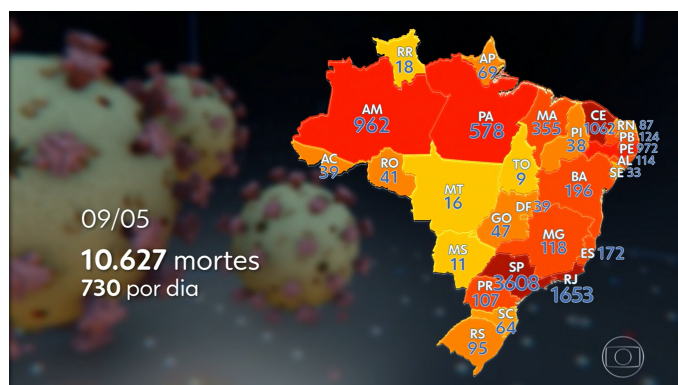 RR
18
AP
69
AM
962
PA
578
MA
355
CE
1062
RN 87
PB 124
PE 972
AL 114
SE 33
PI
38
AC
39
RO
41
TO
9
BA
196
MT
16
DF 39
GO
47
MG
118
ES 172
MS
11
SP
3608
RJ
1653
PR
107
SC
64
RS
95
09/05
10.627 mortes
730 por dia